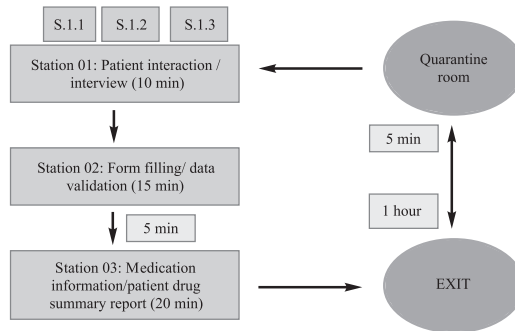 S.1.1 S.1.2 S.1.3
Station 01: Patient interaction /
interview (10 min)
Quarantine
room
Station 02: Form filling/ data
validation (15 min)
5 min
5 min
1 hour
Station 03: Medication
information/patient drug
summary report (20 min)
EXIT